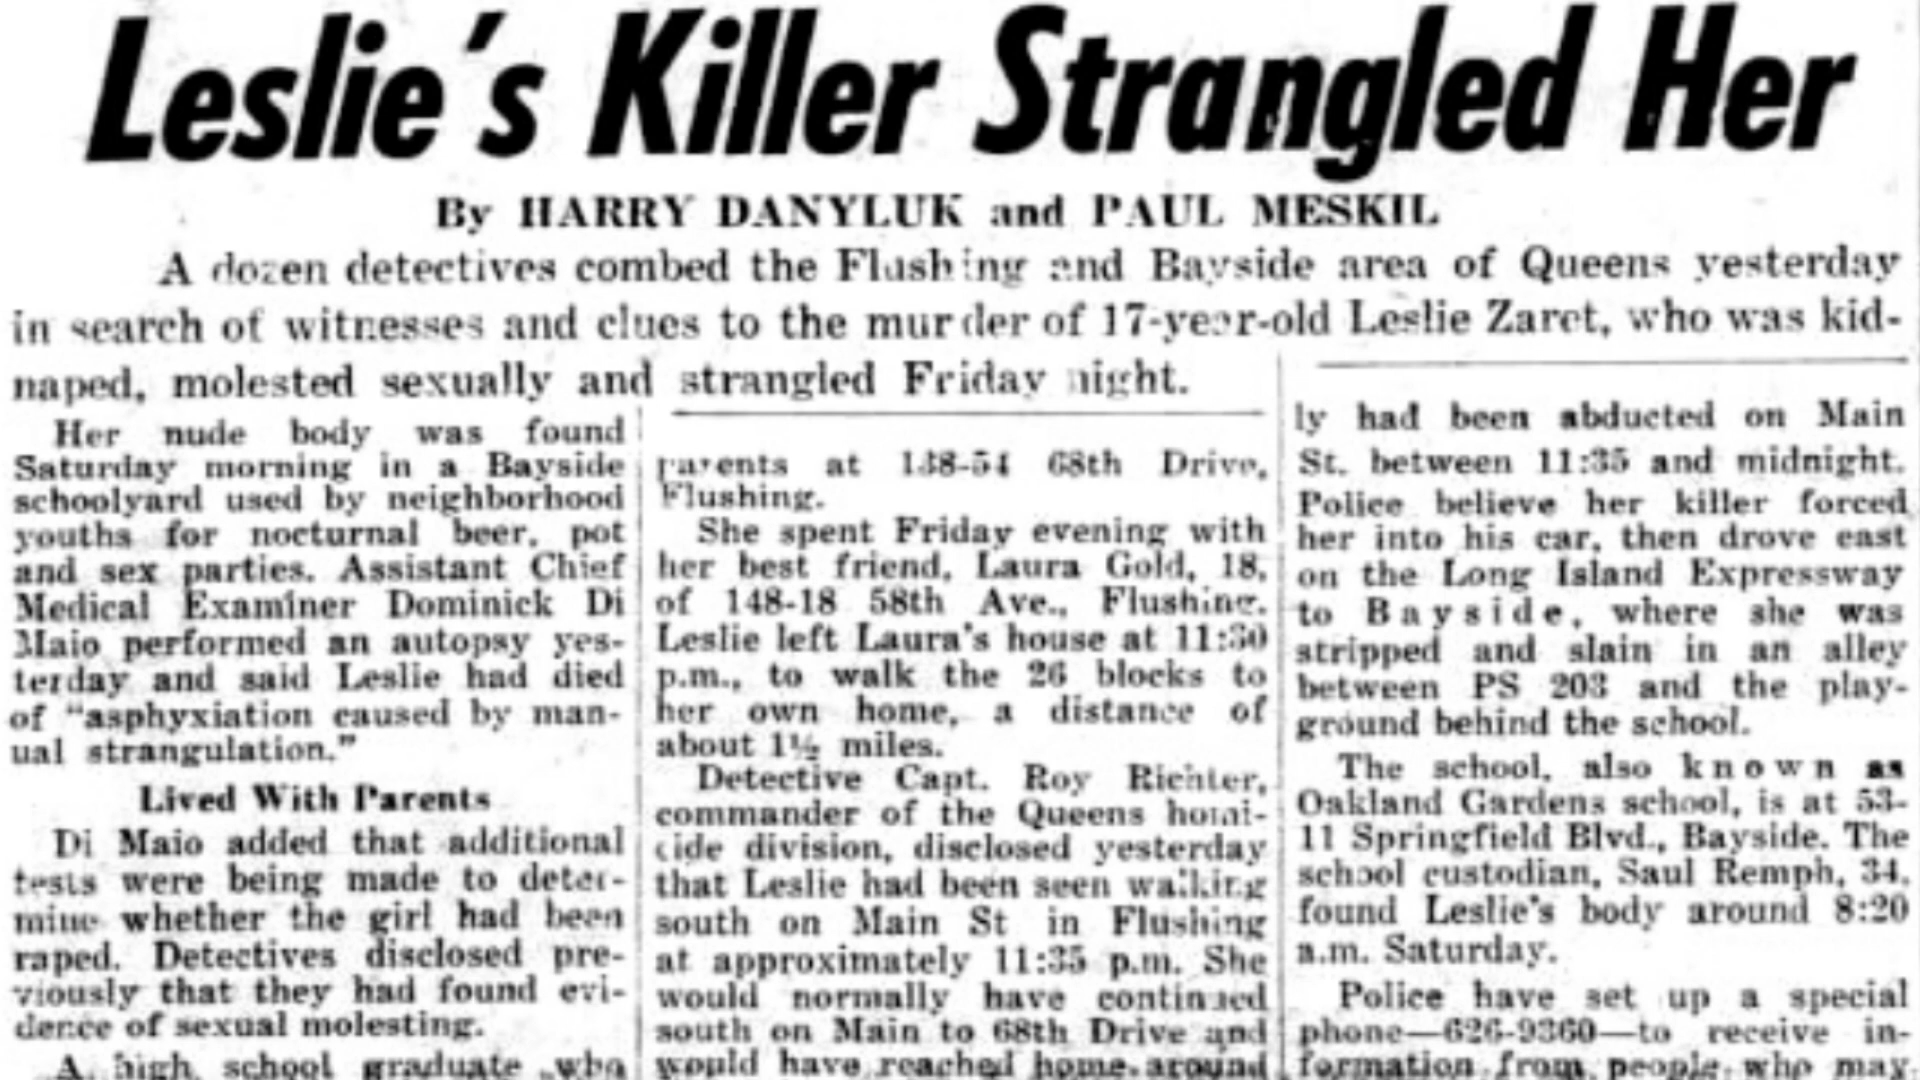 Leslie's Killer Strangled Her
By HARRY DANYLUK and PAUL MESKIL
A dozen detectives combed the Flushing and Bayside area of Queens yesterday
in search of witnesses and clues to the murder of 17-year-old Leslie Zaret, who was kid-
naped, molested sexually and strangled Friday night.
Her nude body was found
Saturday morning in a Bayside
schoolyard used by neighborhood
youths for nocturnal beer, pot
and sex parties. Assistant Chief
Medical Examiner Dominick Di
Maio performed an autopsy yes-
terday and said Leslie had died
of "asphyxiation caused by man-
ual strangulation."
Lived With Parents
Di Maio added that additional
tests were being made to deter-
mine whether the girl had been
raped. Detectives disclosed pre-
viously that they had found evi-
dence of sexual molesting.
A high school graduate who
parents at 138-54 68th Drive,
Flushing.
She spent Friday evening with
her best friend, Laura Gold, 18,
of 148-18 58th Ave., Flushing.
Leslie left Laura's house at 11:30
p.m., to walk the 26 blocks to
her own home, a distance of
about 1½ miles.
Detective Capt. Roy Richter,
commander of the Queens homi-
cide division, disclosed yesterday
that Leslie had been seen walking
south on Main St in Flushing
at approximately 11:35 p.m. She
would normally have continued
south on Main to 68th Drive and
would have reached home around
ly had been abducted on Main
St. between 11:35 and midnight.
Police believe her killer forced
her into his car, then drove east
on the Long Island Expressway
to Bayside, where she was
stripped and slain in an alley
between PS 203 and the play-
ground behind the school.
The school, also known as
Oakland Gardens school, is at 53-
11 Springfield Blvd., Bayside. The
school custodian, Saul Remph, 34,
found Leslie's body around 8:20
a.m. Saturday.
Police have set up a special
phone—626-9360—to receive in-
formation from people who may